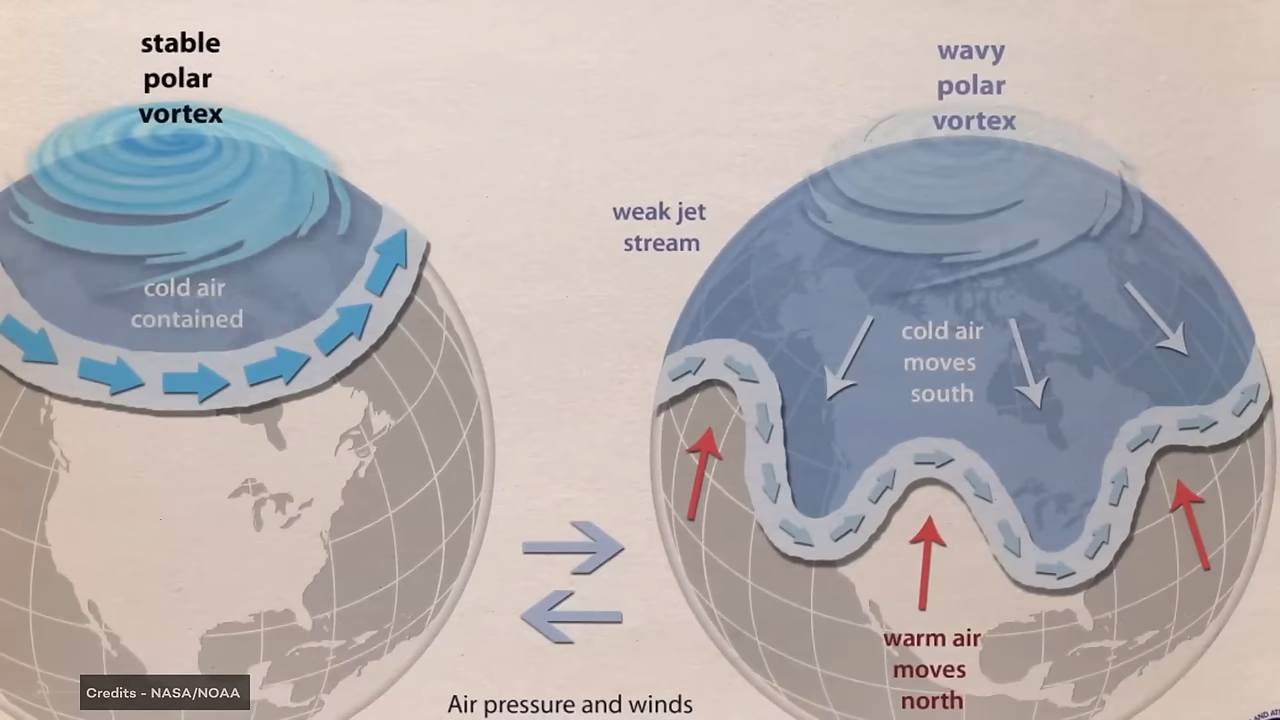 stable
polar
vortex
cold air
contained
wavy
polar
vortex
weak jet
stream
cold air
moves
south
warm air
moves
north
Air pressure and winds
Credits - NASA/NOAA